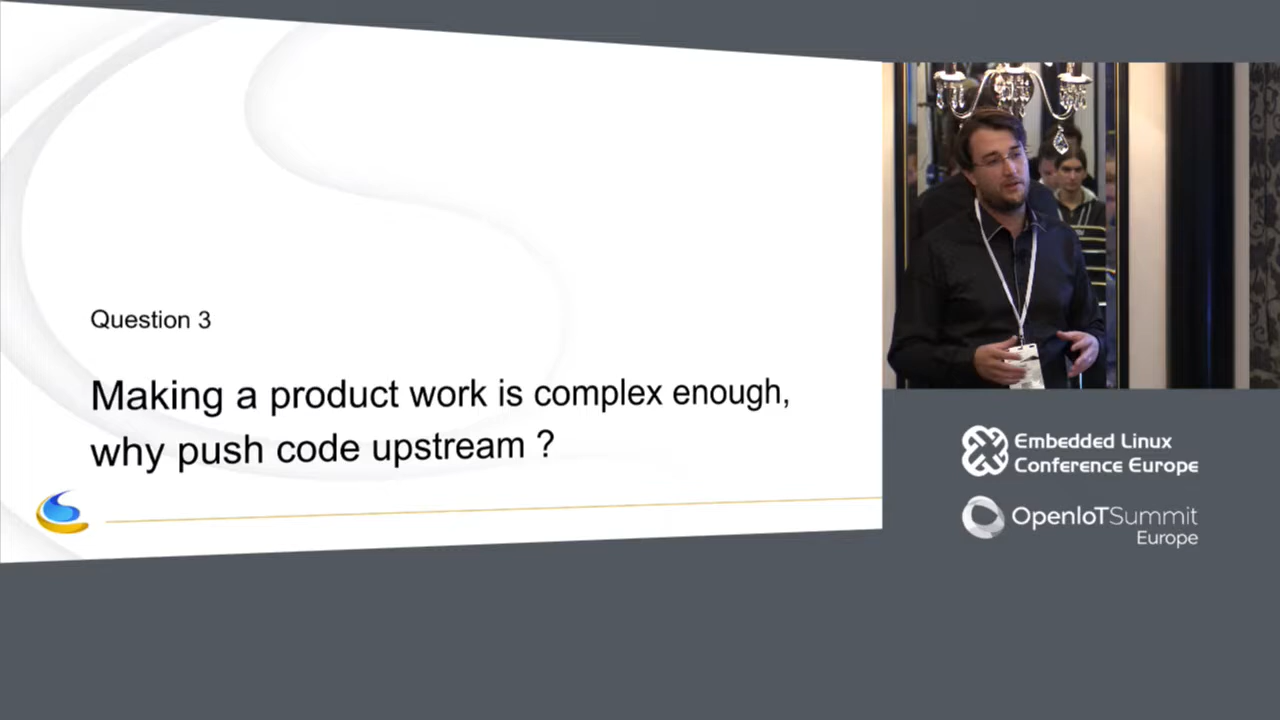 Question 3
Making a product work is complex enough,
why push code upstream ?
Embedded Linux
Conference Europe
OpenIoTSummit
Europe